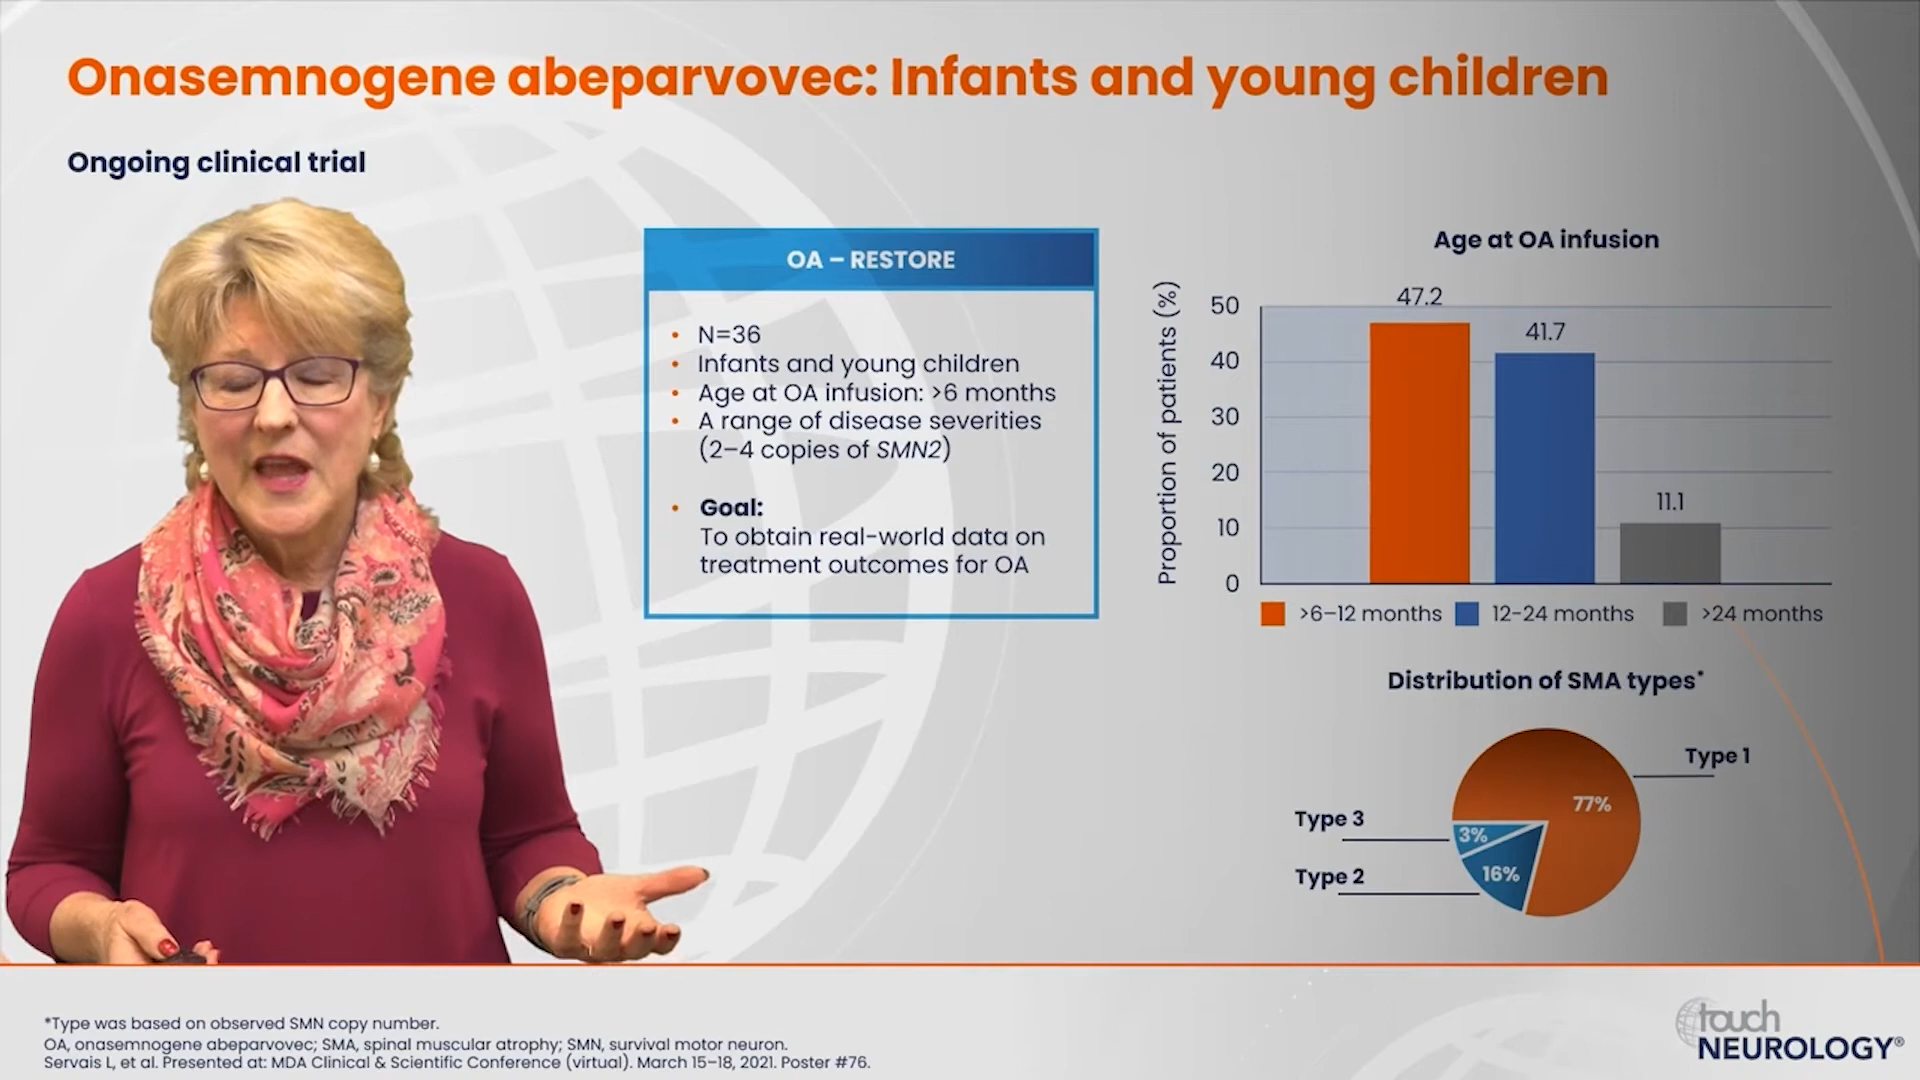 Onasemnogene abeparvovec: Infants and young children
Ongoing clinical trial
OA – RESTORE
• N=36
• Infants and young children
• Age at OA infusion: >6 months
• A range of disease severities
(2–4 copies of SMN2)
• Goal:
To obtain real-world data on
treatment outcomes for OA
Age at OA infusion
Proportion of patients (%)
50
40
30
20
10
0
47.2
41.7
11.1
>6–12 months
12-24 months
>24 months
Distribution of SMA types*
Type 1
77%
Type 3
3%
Type 2
16%
*Type was based on observed SMN copy number.
OA, onasemnogene abeparvovec; SMA, spinal muscular atrophy; SMN, survival motor neuron.
Servais L, et al. Presented at: MDA Clinical & Scientific Conference (virtual). March 15–18, 2021. Poster #76.
touch
NEUROLOGY®